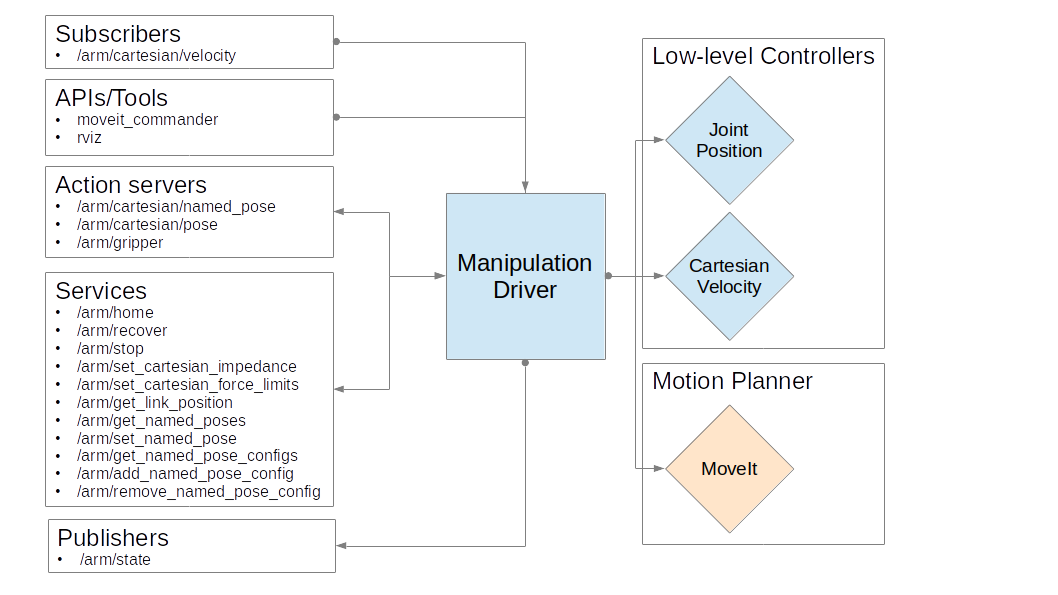 Subscribers
• /arm/cartesian/velocity
APIs/Tools
• moveit_commander
• rviz
Action servers
• /arm/cartesian/named_pose
• /arm/cartesian/pose
• /arm/gripper
Services
• /arm/home
• /arm/recover
• /arm/stop
• /arm/set_cartesian_impedance
• /arm/set_cartesian_force_limits
• /arm/get_link_position
• /arm/get_named_poses
• /arm/set_named_pose
• /arm/get_named_pose_configs
• /arm/add_named_pose_config
• /arm/remove_named_pose_config
Publishers
• /arm/state
Manipulation
Driver
Low-level Controllers
Joint
Position
Cartesian
Velocity
Motion Planner
MoveIt